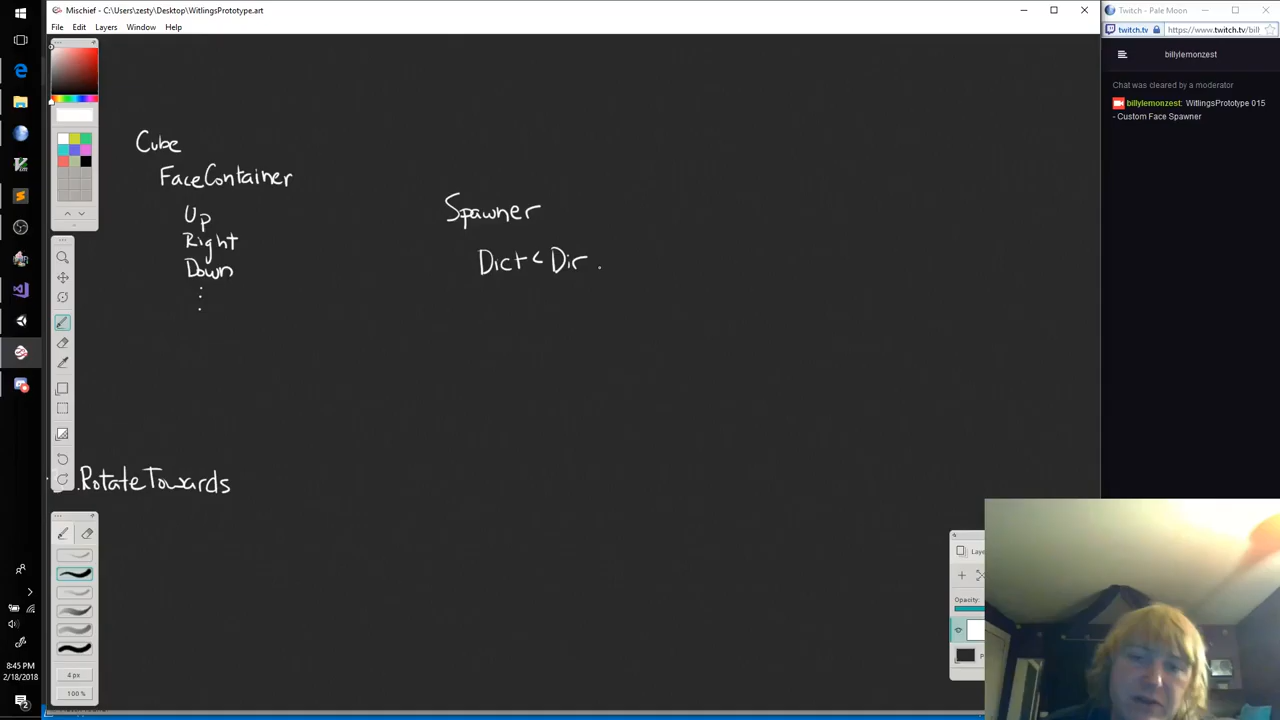 Mischief - C:\Users\zesty\Desktop\WitlingsPrototype.art
File Edit Layers Window Help
Cube
FaceContainer
Up
Right
Down
Spawner
Dict < Dir
.RotateTowards
4 px
100 %
Opacity:
8:45 PM
2/18/2018
Twitch - Pale Moon
twitch.tv https://www.twitch.tv/bill
billylemonzest
Chat was cleared by a moderator
billylemonzest: WitlingsPrototype 015
- Custom Face Spawner